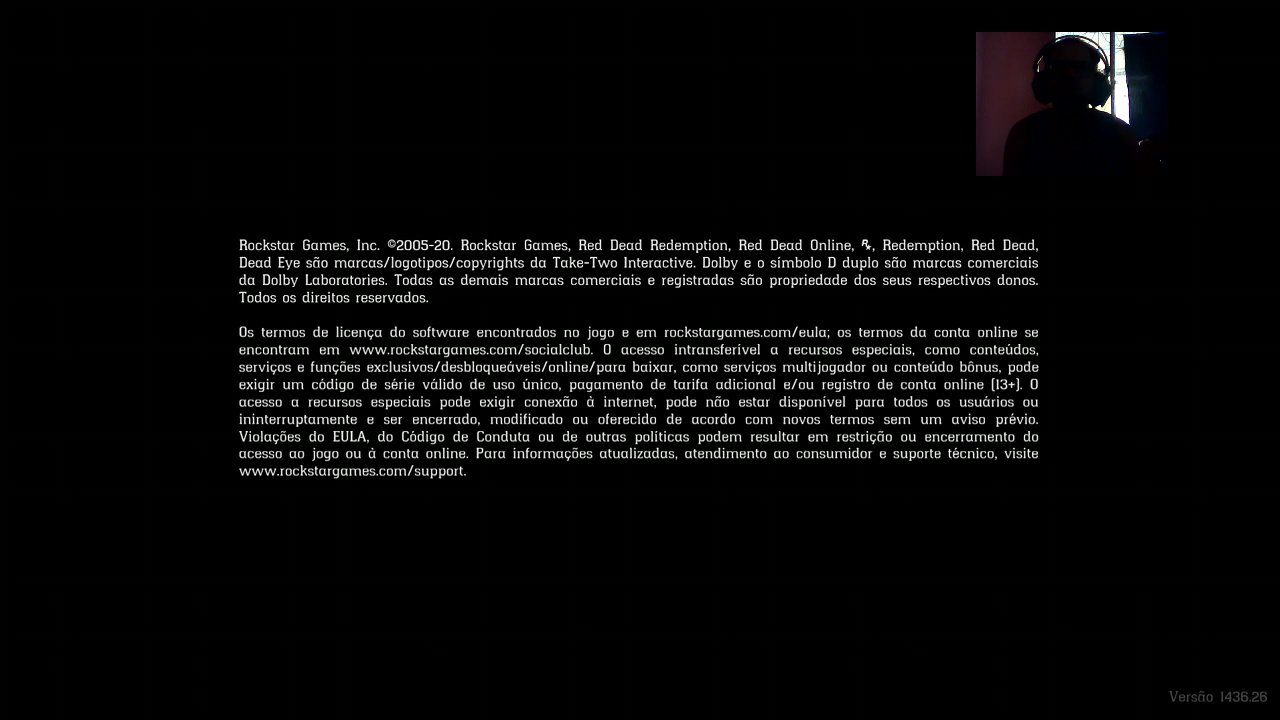 Rockstar Games, Inc. ©2005-20. Rockstar Games, Red Dead Redemption, Red Dead Online, R★, Redemption, Red Dead,
Dead Eye são marcas/logotipos/copyrights da Take-Two Interactive. Dolby e o símbolo D duplo são marcas comerciais
da Dolby Laboratories. Todas as demais marcas comerciais e registradas são propriedade dos seus respectivos donos.
Todos os direitos reservados.
Os termos de licença do software encontrados no jogo e em rockstargames.com/eula; os termos da conta online se
encontram em www.rockstargames.com/socialclub. O acesso intransferível a recursos especiais, como conteúdos,
serviços e funções exclusivos/desbloqueáveis/online/para baixar, como serviços multijogador ou conteúdo bônus, pode
exigir um código de série válido de uso único, pagamento de tarifa adicional e/ou registro de conta online (13+). O
acesso a recursos especiais pode exigir conexão à internet, pode não estar disponível para todos os usuários ou
ininterruptamente e ser encerrado, modificado ou oferecido de acordo com novos termos sem um aviso prévio.
Violações do EULA, do Código de Conduta ou de outras políticas podem resultar em restrição ou encerramento do
acesso ao jogo ou à conta online. Para informações atualizadas, atendimento ao consumidor e suporte técnico, visite
www.rockstargames.com/support.
Versão 1436.26